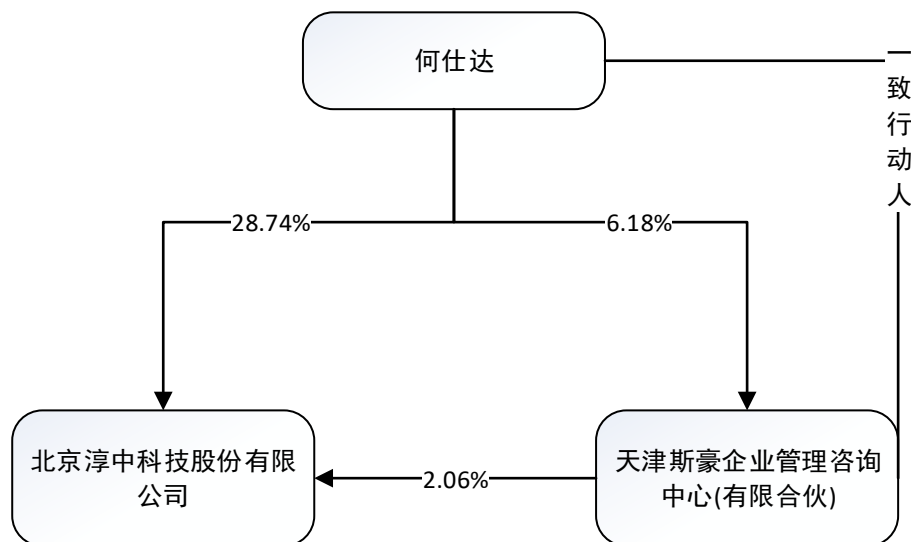 何仕达
一致行动人
28.74%
6.18%
北京淳中科技股份有限
公司
2.06%
天津斯豪企业管理咨询
中心(有限合伙)